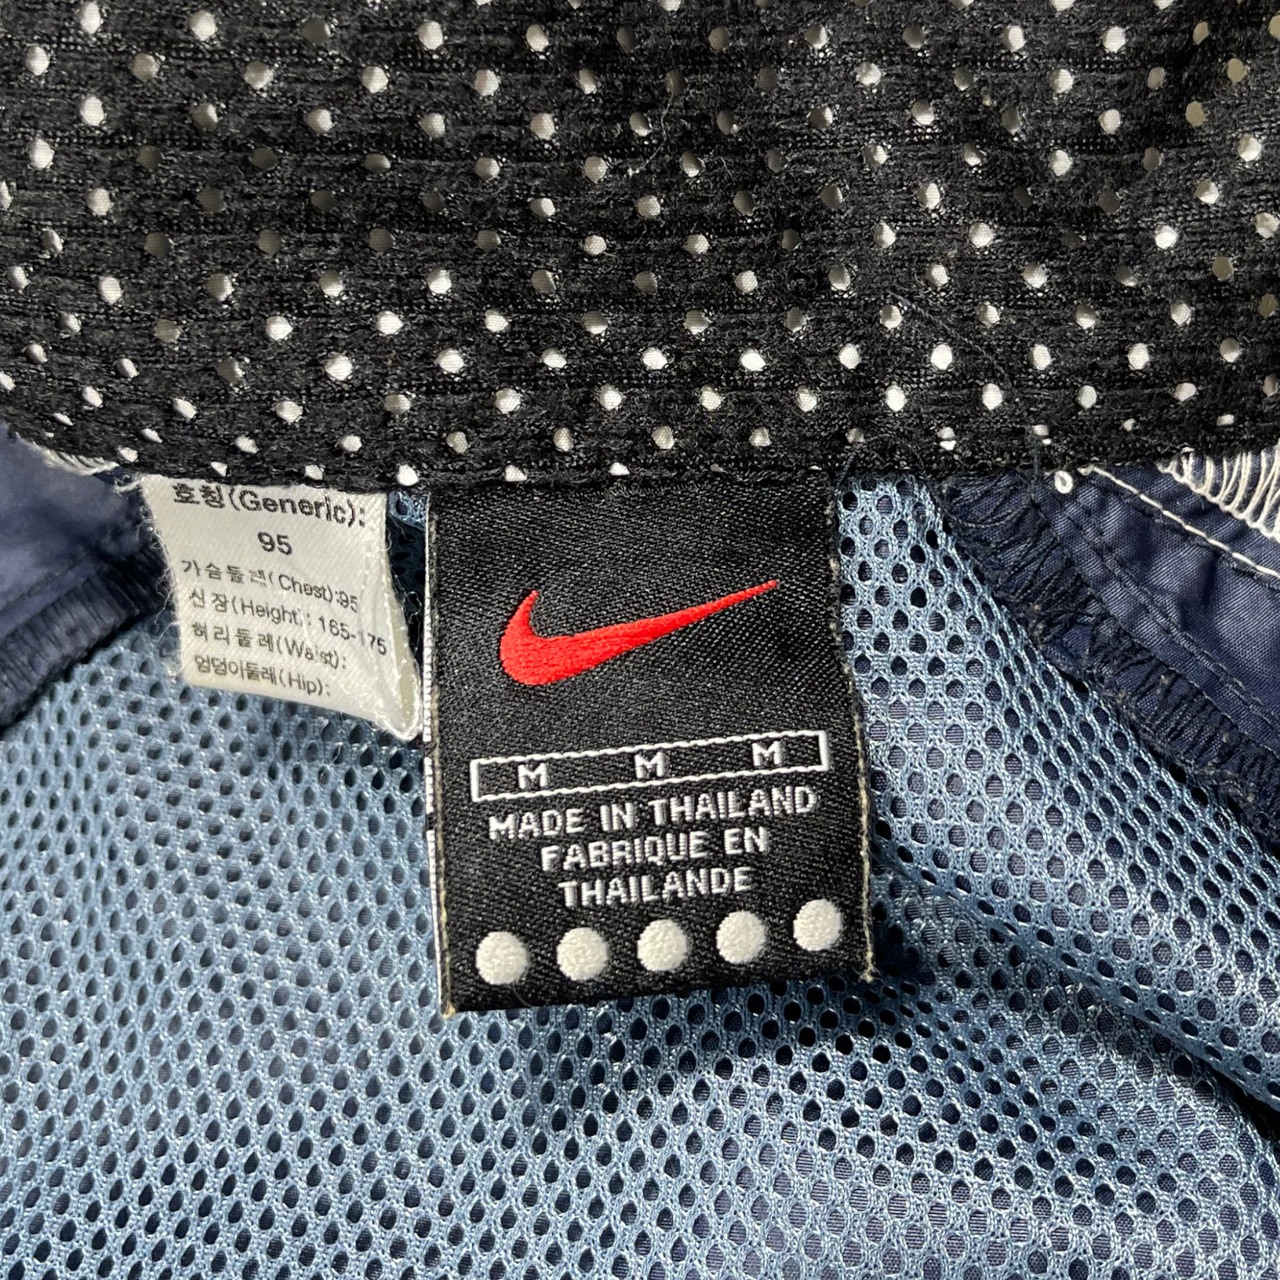 호칭(Generic):
95
가슴둘레(Chest):95
신장(Height): 165-175
허리둘레(Waist):
엉덩이둘레(Hip):
M M M
MADE IN THAILAND
FABRIQUE EN
THAILANDE